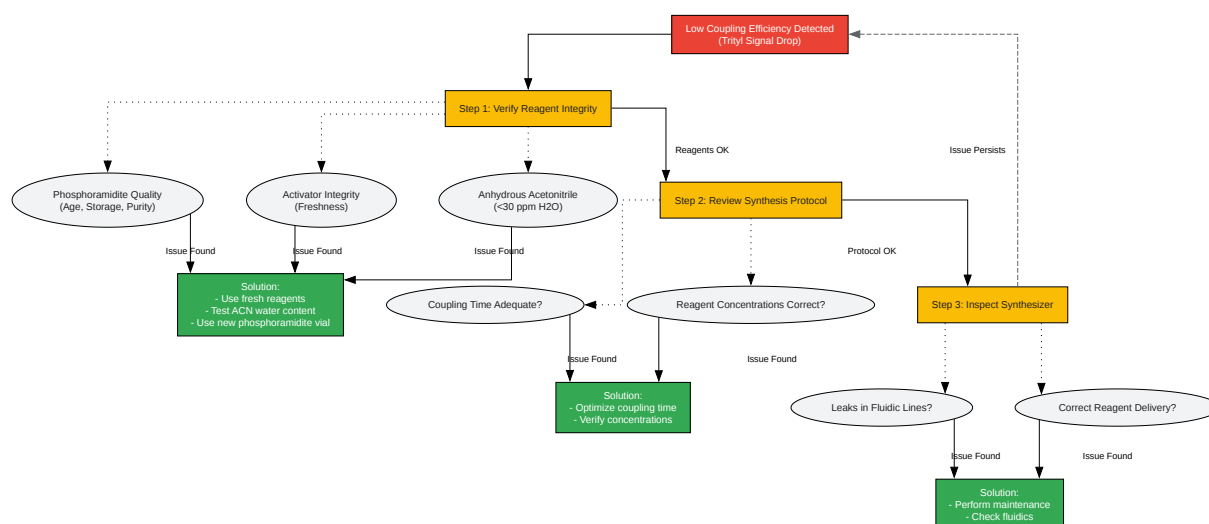 Low Coupling Efficiency Detected
(Trityl Signal Drop)
Step 1: Verify Reagent Integrity
Reagents OK
Issue Persists
Phosphoramidite Quality
(Age, Storage, Purity)
Activator Integrity
(Freshness)
Anhydrous Acetonitrile
(<30 ppm H2O)
Step 2: Review Synthesis Protocol
Issue Found
Issue Found
Issue Found
Protocol OK
Solution:
- Use fresh reagents
- Test ACN water content
- Use new phosphoramidite vial
Coupling Time Adequate?
Reagent Concentrations Correct?
Step 3: Inspect Synthesizer
Issue Found
Issue Found
Solution:
- Optimize coupling time
- Verify concentrations
Leaks in Fluidic Lines?
Correct Reagent Delivery?
Issue Found
Issue Found
Solution:
- Perform maintenance
- Check fluidics